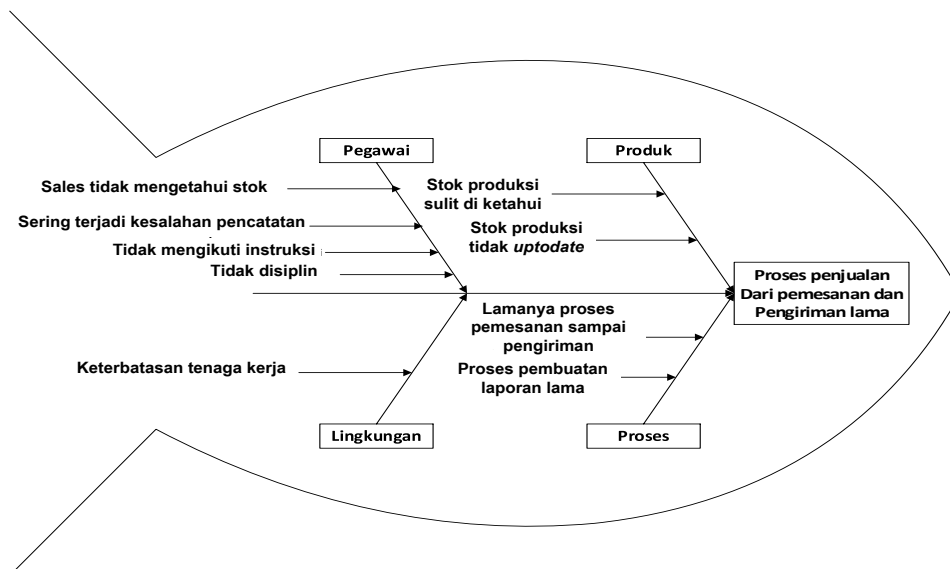 Pegawai
Produk
Sales tidak mengetahui stok
Sering terjadi kesalahan pencatatan
Tidak mengikuti instruksi
Tidak disiplin
Stok produksi
sulit di ketahui
Stok produksi
tidak uptodate
Proses penjualan
Dari pemesanan dan
Pengiriman lama
Lamanya proses
pemesanan sampai
pengiriman
Proses pembuatan
laporan lama
Keterbatasan tenaga kerja
Lingkungan
Proses